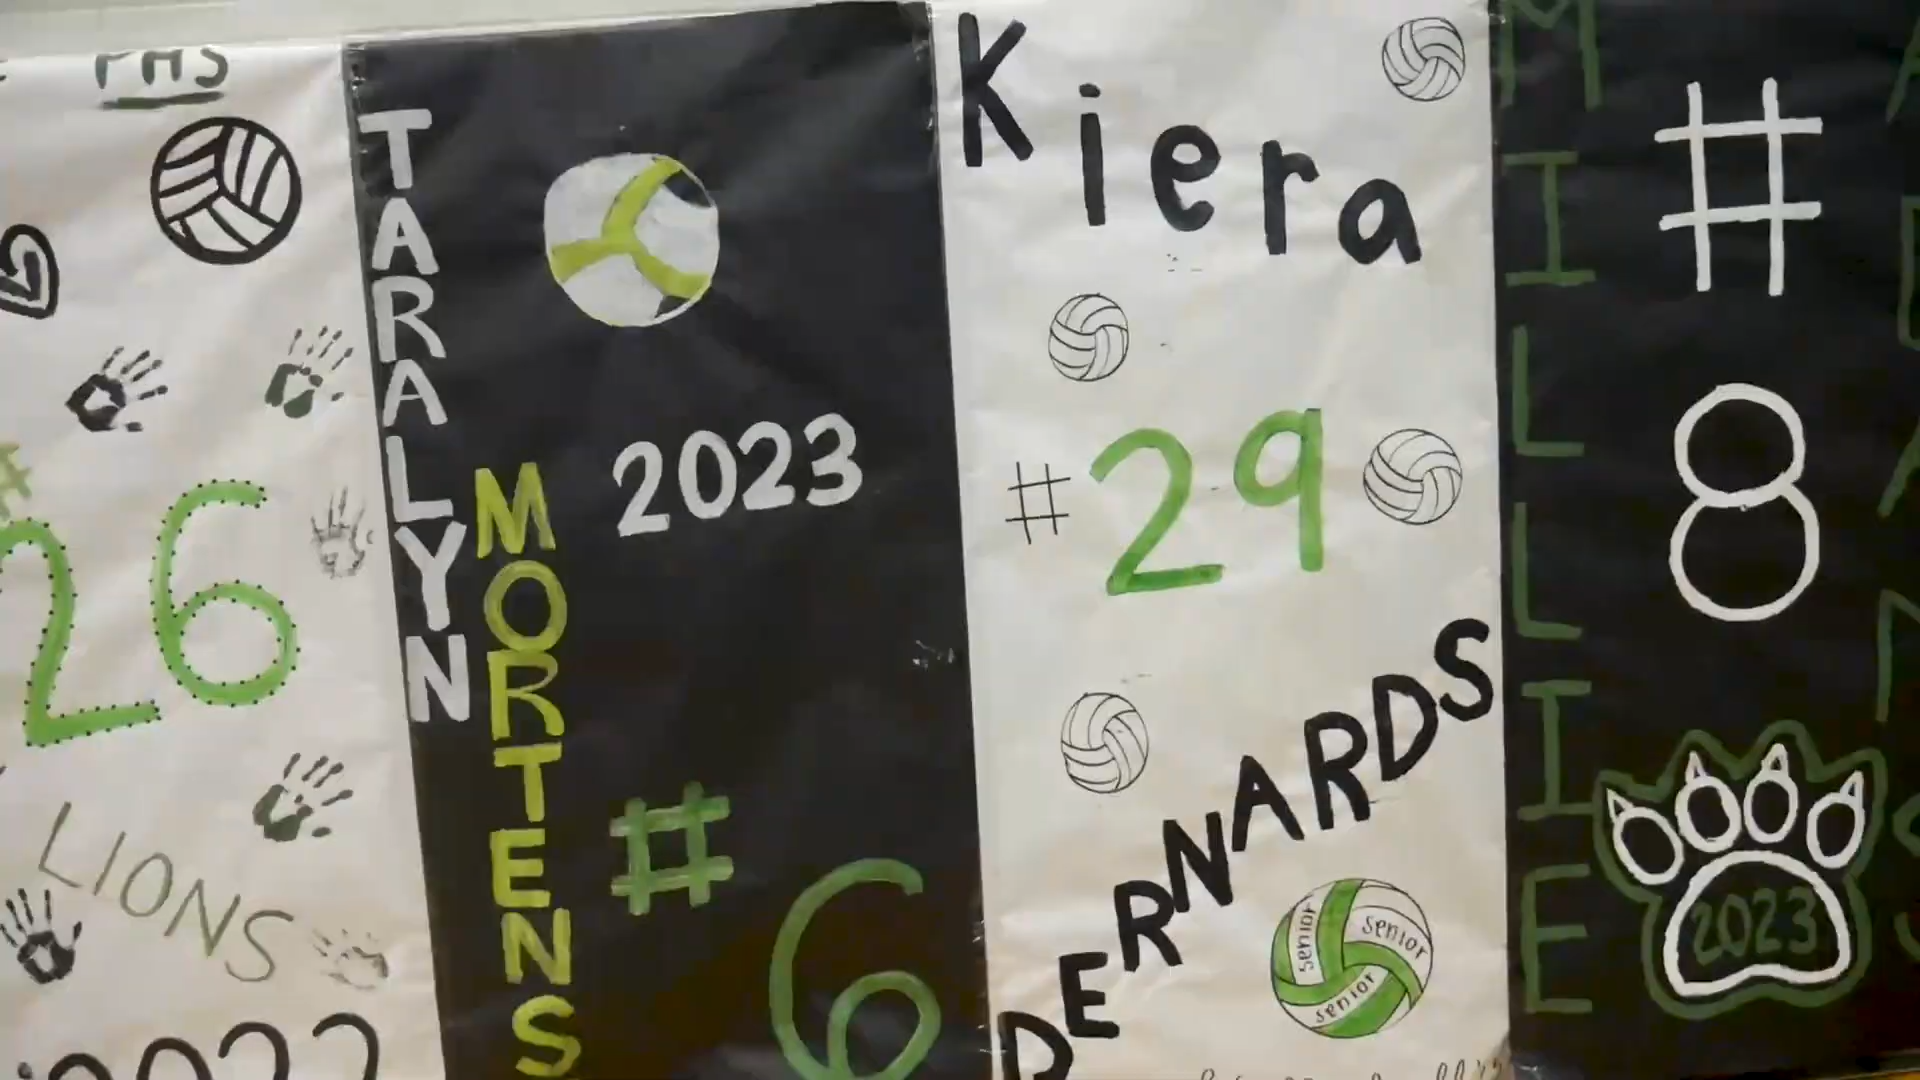 PHS
#
26
LIONS
TARALYN
MORTENS
2023
#6
Kiera
#29
DERNARDS
senior
senior
senior
MILLIE
#8
2023